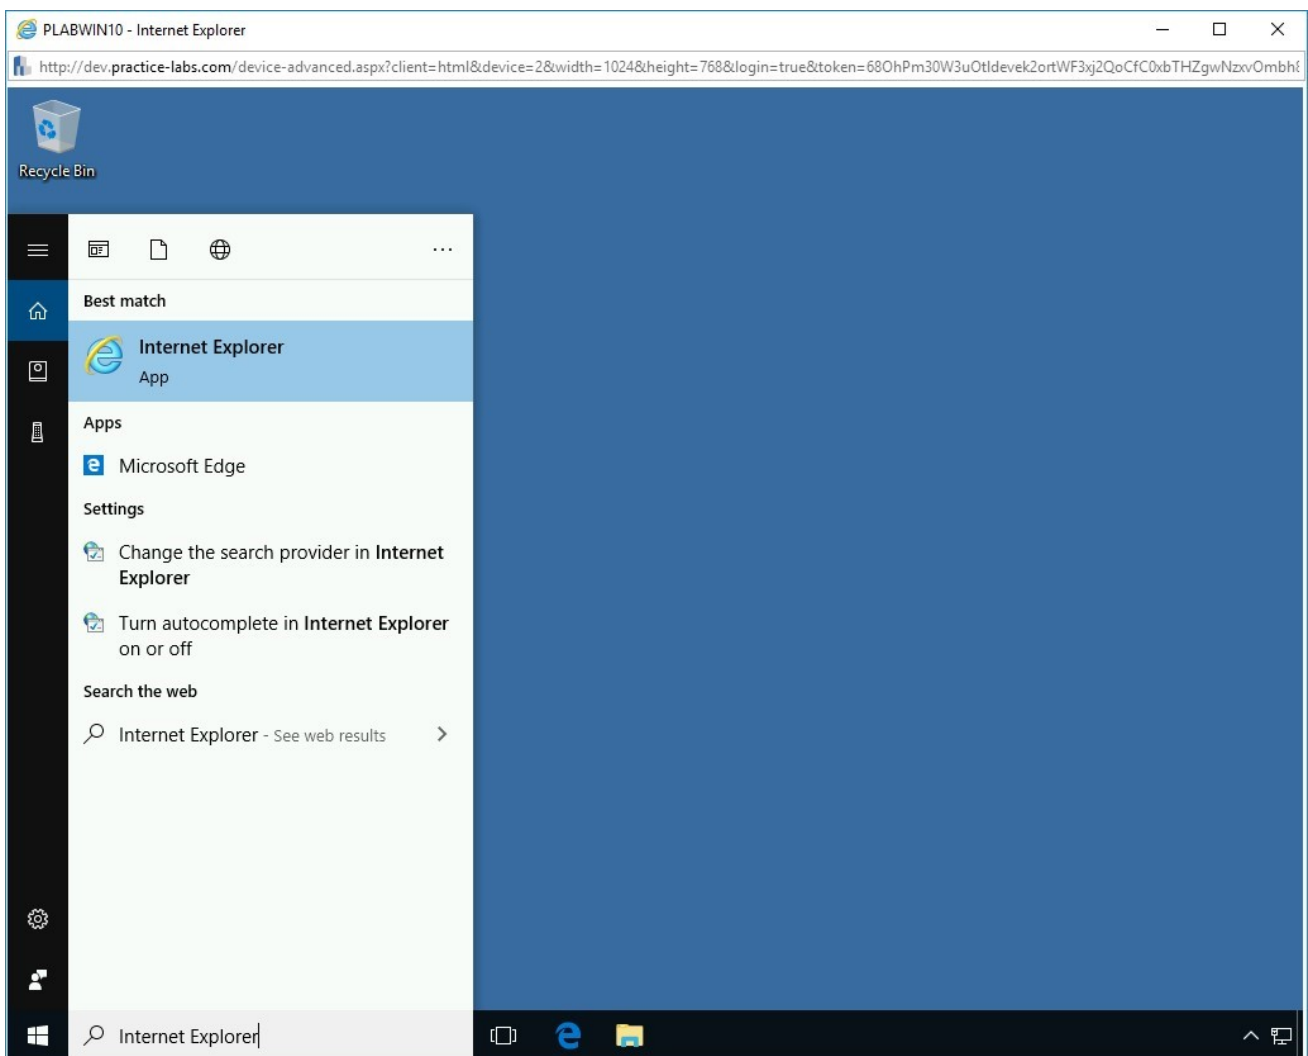 PLABWIN10 - Internet Explorer
http://dev.practice-labs.com/device-advanced.aspx?client=html&device=2&width=1024&height=768&login=true&token=68OhPm30W3uOtldevek2ortWF3xj2QoCfC0xbTHZgwNzxvOmbh8
Recycle Bin
Best match
Internet Explorer
App
Apps
Microsoft Edge
Settings
Change the search provider in Internet
Explorer
Turn autocomplete in Internet Explorer
on or off
Search the web
Internet Explorer - See web results
Internet Explorer